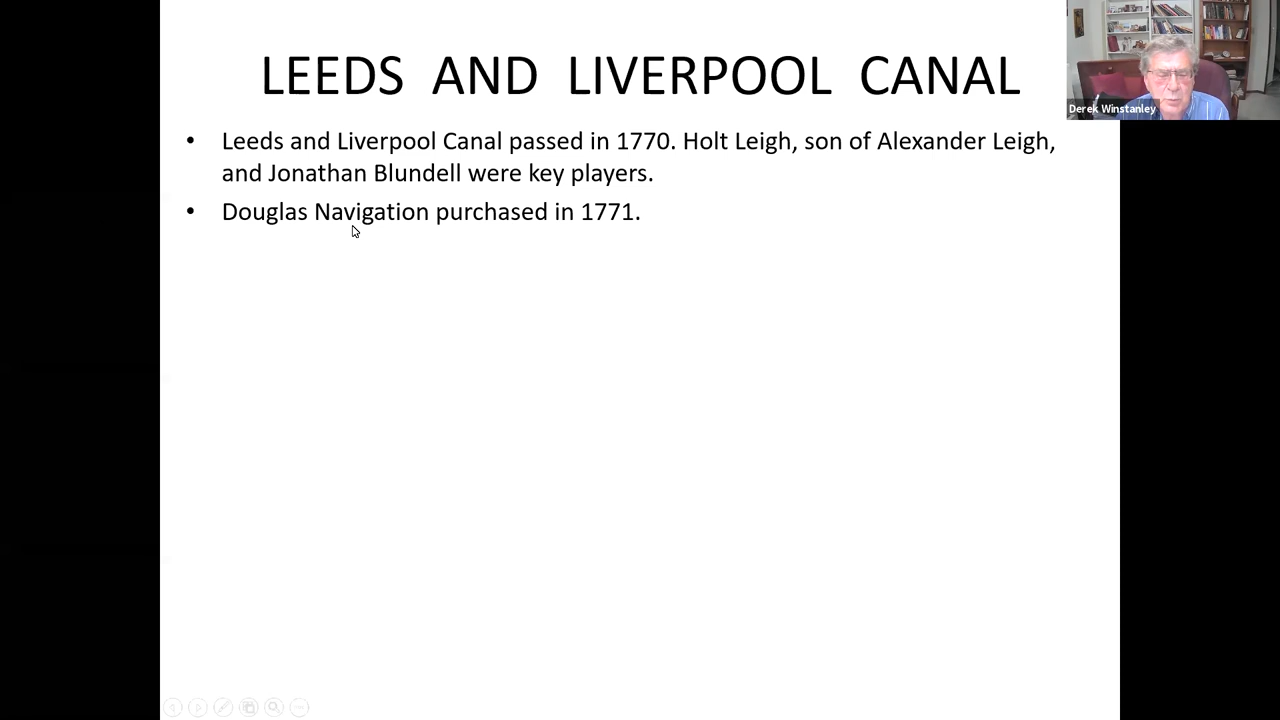 LEEDS AND LIVERPOOL CANAL
Derek Winstanley
• Leeds and Liverpool Canal passed in 1770. Holt Leigh, son of Alexander Leigh,
and Jonathan Blundell were key players.
• Douglas Navigation purchased in 1771.